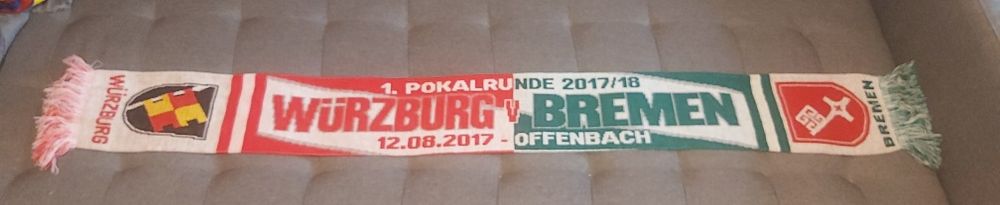 WÜRZBURG
1. POKALRUNDE 2017/18
WÜRZBURG V. BREMEN
12.08.2017 - OFFENBACH
BREMEN